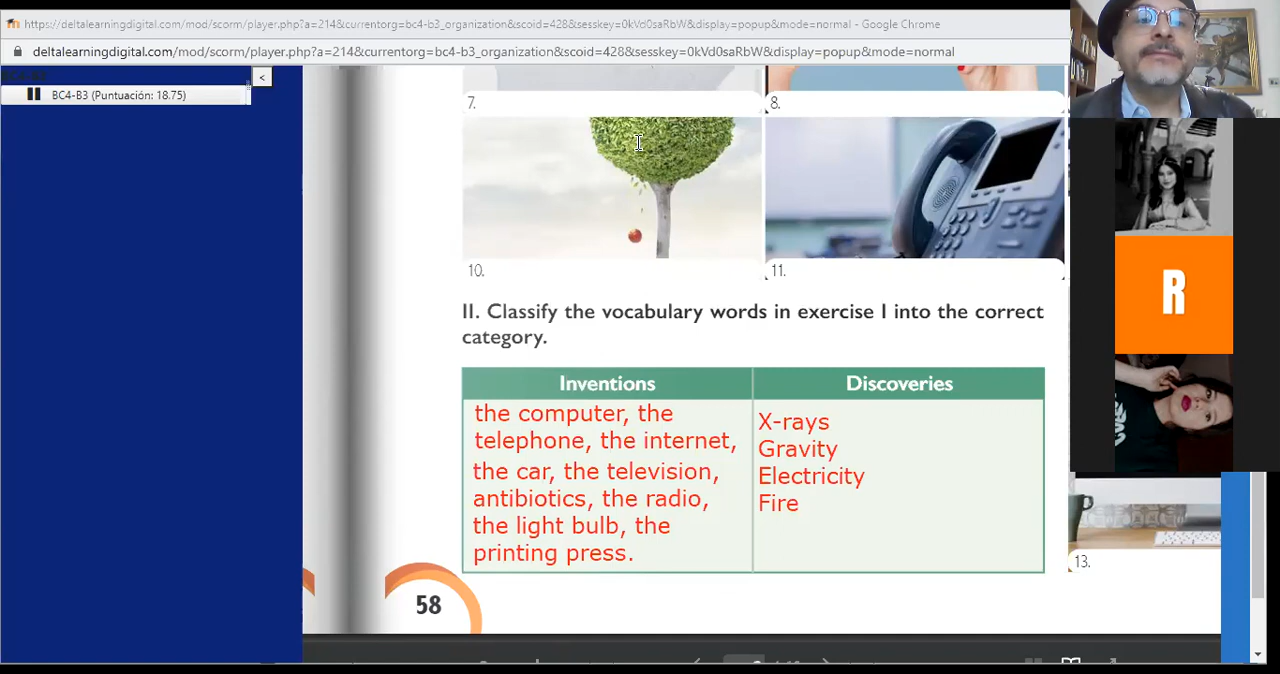 https://deltalearningdigital.com/mod/scorm/player.php?a=214&currentorg=bc4-b3_organization&scoid=428&sesskey=0kVd0saRbW&display=popup&mode=normal - Google Chrome
deltalearningdigital.com/mod/scorm/player.php?a=214&currentorg=bc4-b3_organization&scoid=428&sesskey=0kVd0saRbW&display=popup&mode=normal
BC4-B3
<
BC4-B3 (Puntuación: 18.75)
7.
8.
10.
11.
II. Classify the vocabulary words in exercise I into the correct
category.
Inventions
Discoveries
the computer, the
telephone, the internet,
the car, the television,
antibiotics, the radio,
the light bulb, the
printing press.
X-rays
Gravity
Electricity
Fire
13.
58
R